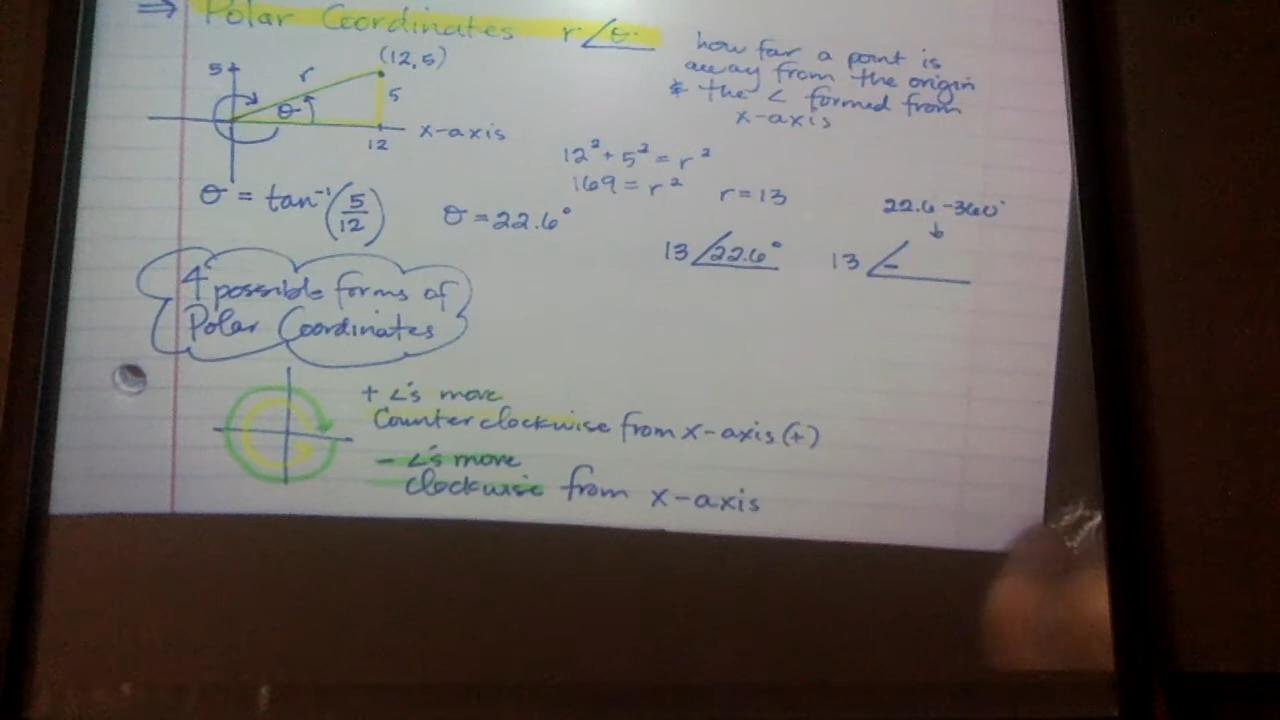 ⇒ Polar Coordinates r∠θ
how far a point is
away from the origin
& the ∠ formed from
x-axis
(12,5)
5
r
θ
5
12
x-axis
12² + 5² = r²
169 = r²
r = 13
θ = tan⁻¹(5/12)
θ = 22.6°
13∠22.6°
22.6 - 360°
↓
13∠-
4 possible forms of
Polar Coordinates
+ ∠'s move
Counterclockwise from x-axis (+)
- ∠'s move
clockwise from x-axis